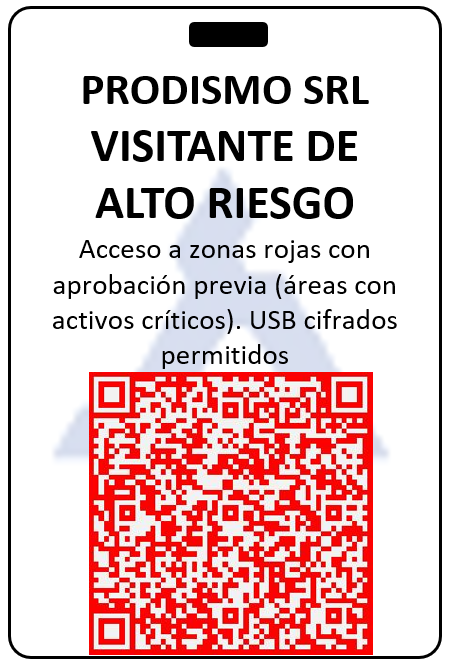 PRODISMO SRL
VISITANTE DE
ALTO RIESGO
Acceso a zonas rojas con
aprobación previa (áreas con
activos críticos). USB cifrados
permitidos